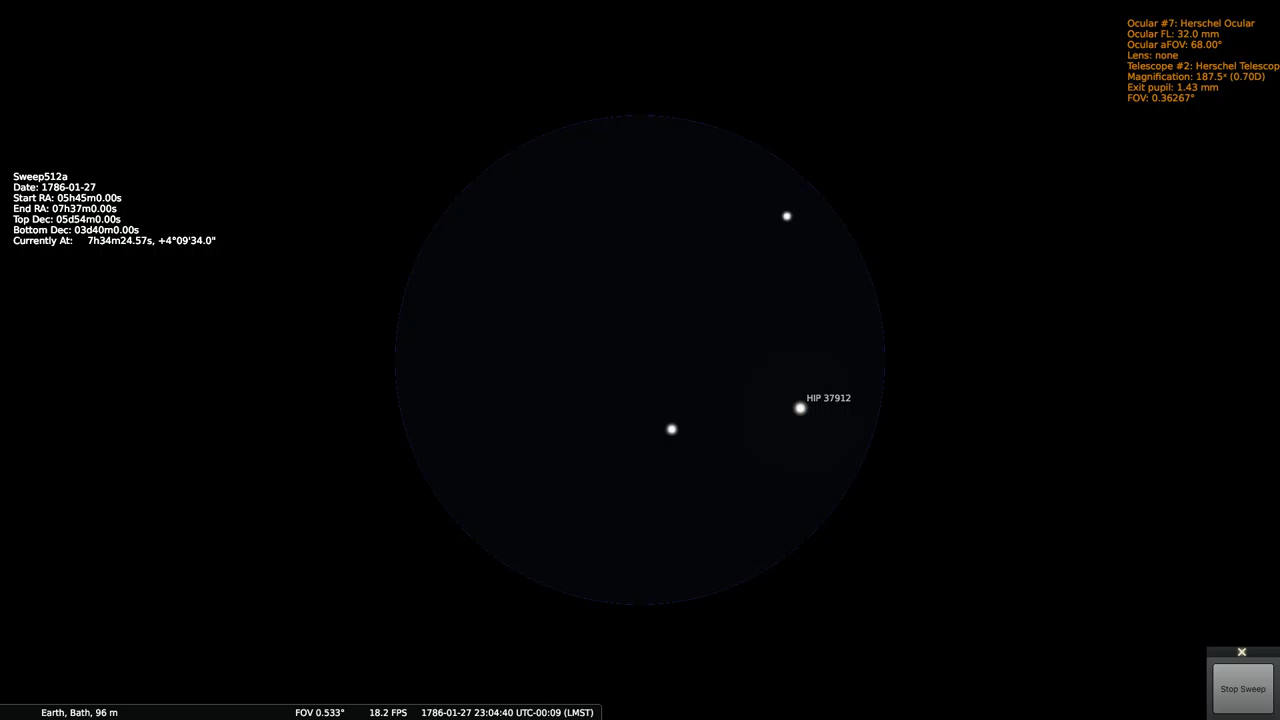 Ocular #7: Herschel Ocular
Ocular FL: 32.0 mm
Ocular aFOV: 68.00°
Lens: none
Telescope #2: Herschel Telescop
Magnification: 187.5ˣ (0.70D)
Exit pupil: 1.43 mm
FOV: 0.36267°
Sweep512a
Date: 1786-01-27
Start RA: 05h45m0.00s
End RA: 07h37m0.00s
Top Dec: 05d54m0.00s
Bottom Dec: 03d40m0.00s
Currently At: 7h34m24.57s, +4°09'34.0"
HIP 37912
Stop Sweep
Earth, Bath, 96 m FOV 0.533° 18.2 FPS 1786-01-27 23:04:40 UTC-00:09 (LMST)